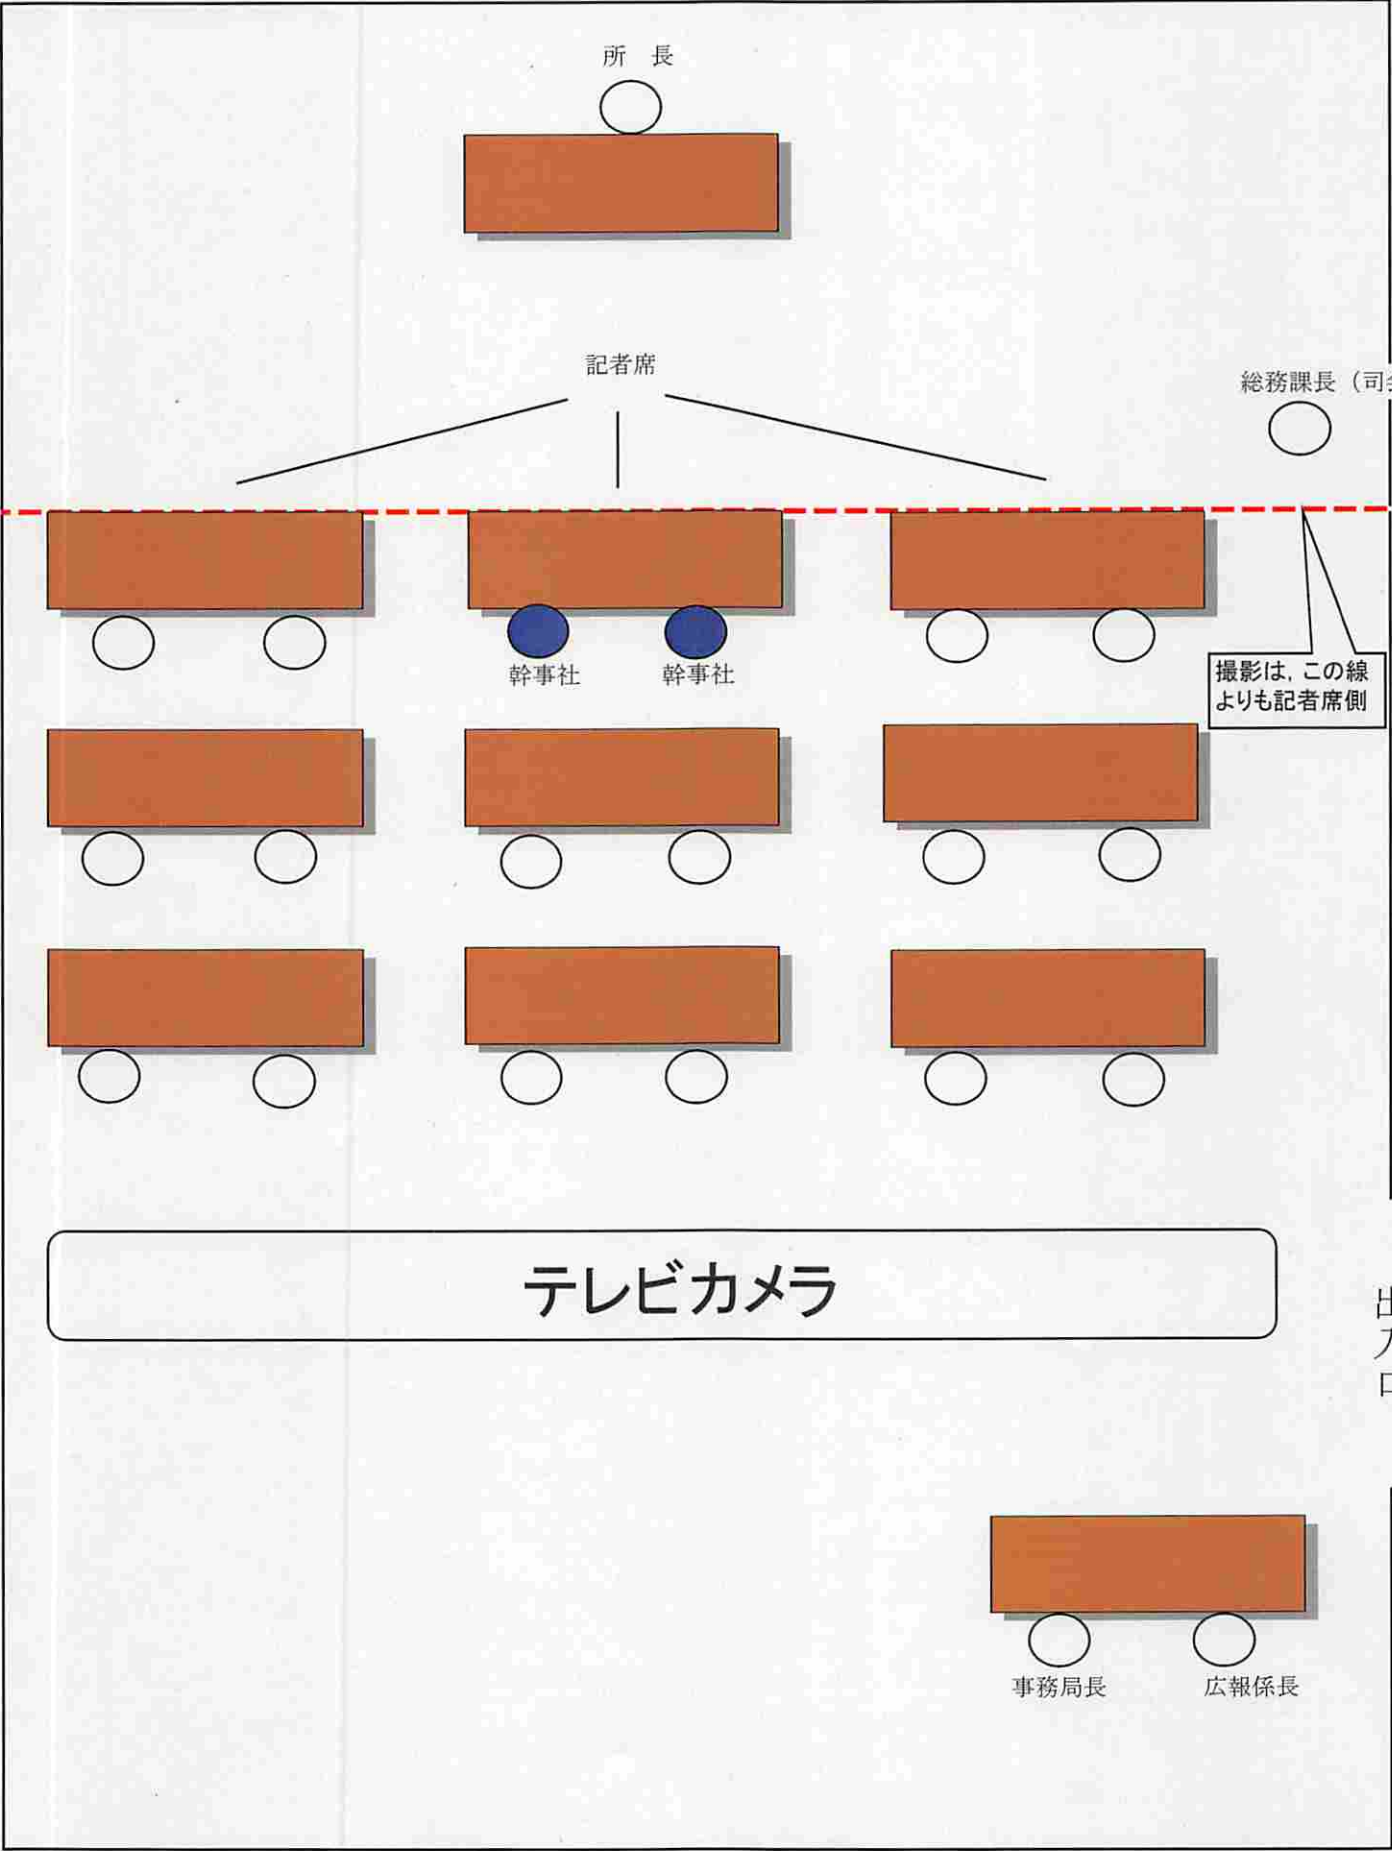 所 長
記者席
総務課長（司
幹事社
幹事社
撮影は，この線
よりも記者席側
テレビカメラ
事務局長
広報係長